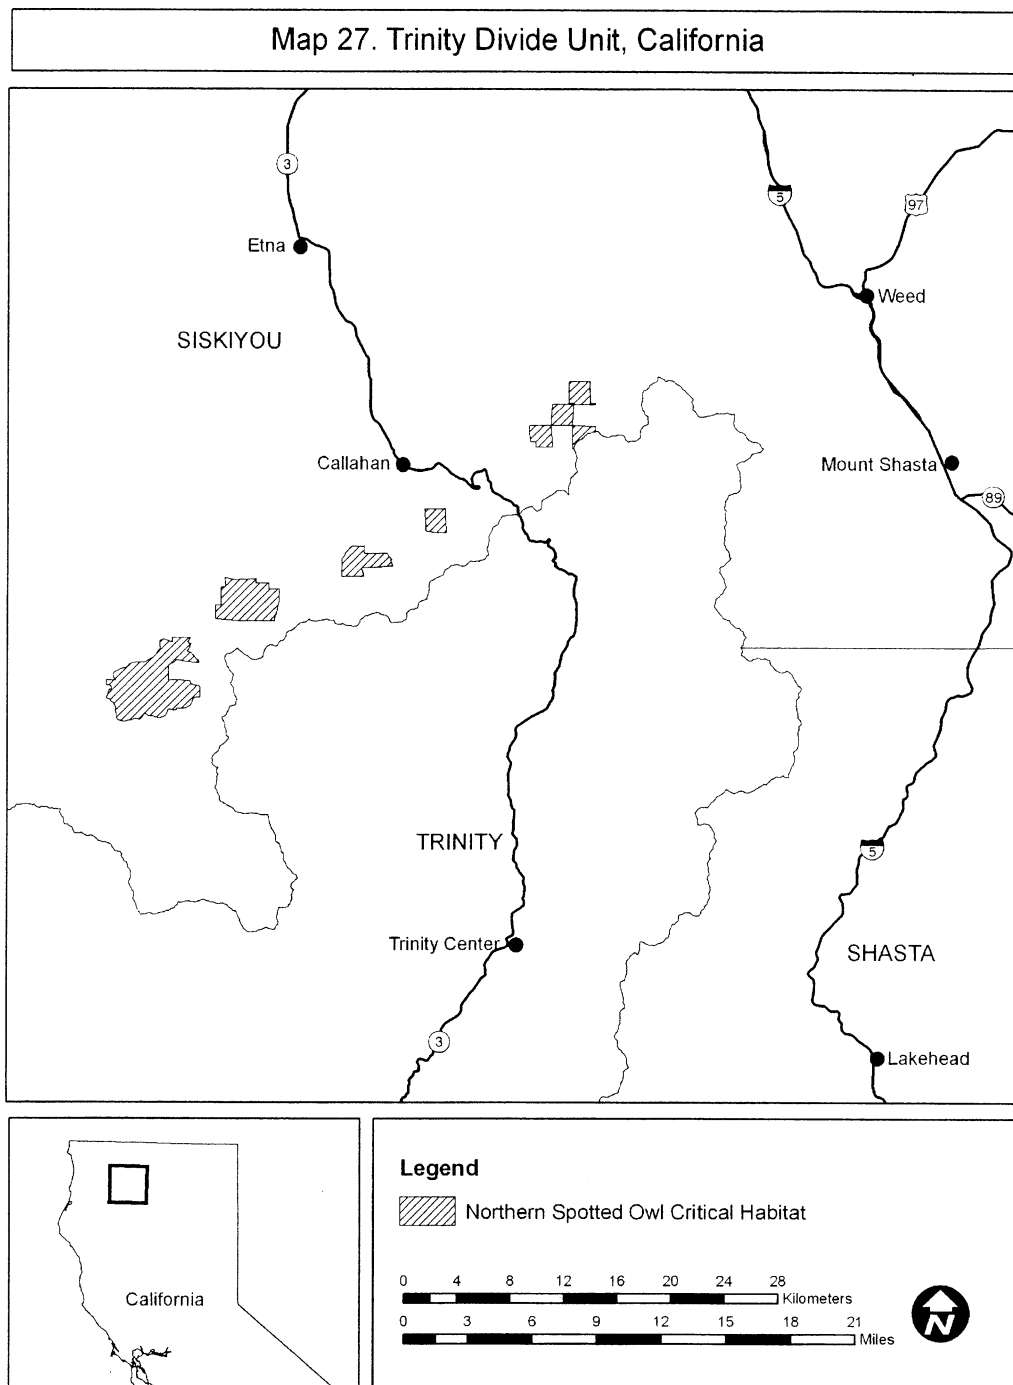 Map 27. Trinity Divide Unit, California
3
5
97
Etna
Weed
SISKIYOU
Callahan
Mount Shasta
89
TRINITY
5
Trinity Center
SHASTA
3
Lakehead
California
Legend
Northern Spotted Owl Critical Habitat
0 4 8 12 16 20 24 28
Kilometers
0 3 6 9 12 15 18 21
Miles
N